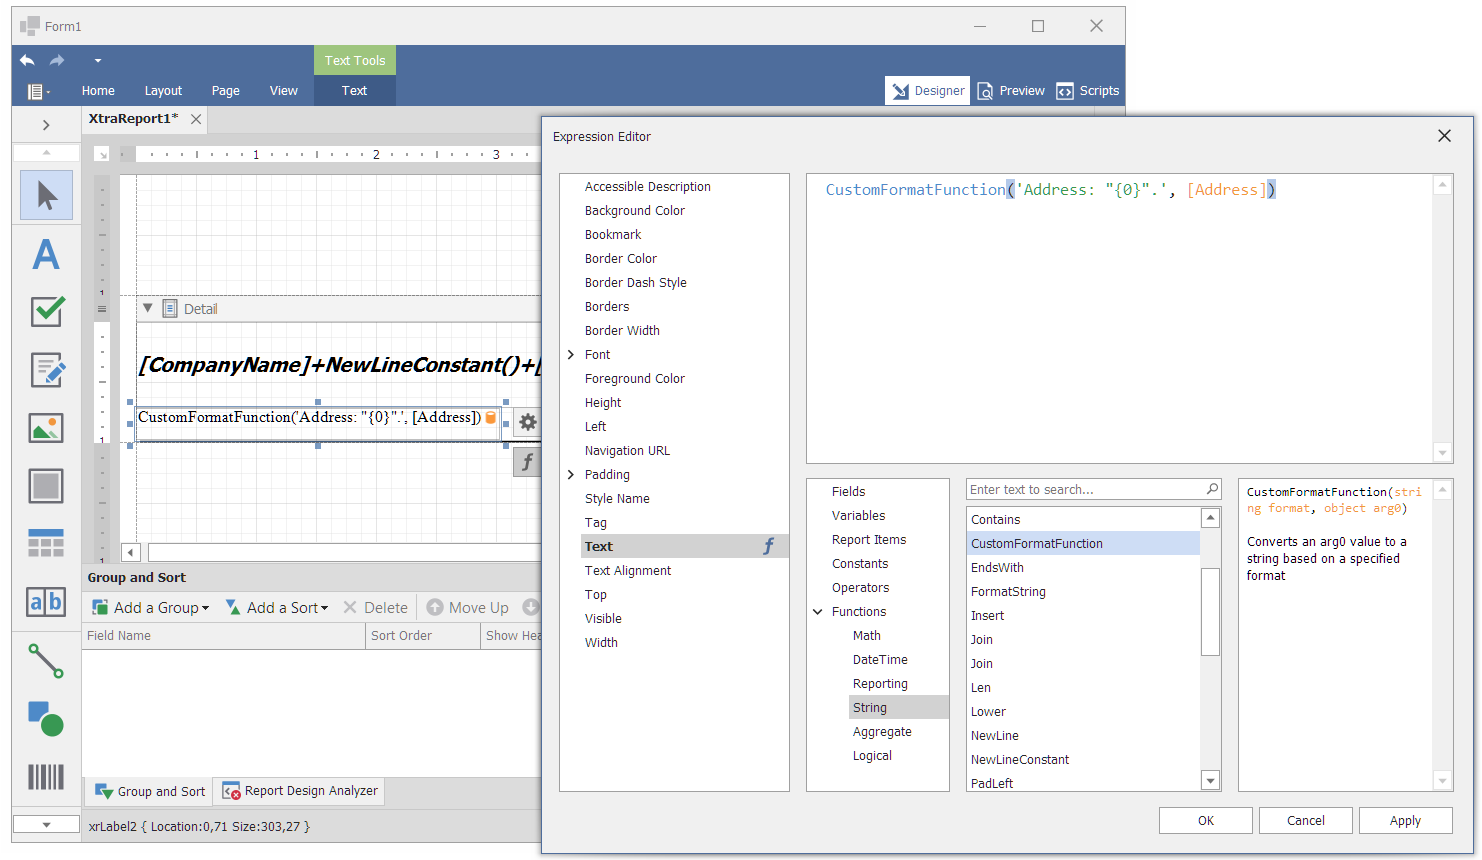 Form1
Text Tools
Home
Layout
Page
View
Text
Designer
Preview
Scripts
XtraReport1*
1
2
3
Detail
[CompanyName]+NewLineConstant()+[
CustomFormatFunction('Address: "{0}".', [Address])
1
1
1
Group and Sort
Add a Group
Add a Sort
Delete
Move Up
Field Name
Sort Order
Show Hea
Group and Sort
Report Design Analyzer
xrLabel2 { Location:0,71 Size:303,27 }
Expression Editor
Accessible Description
Background Color
Bookmark
Border Color
Border Dash Style
Borders
Border Width
Font
Foreground Color
Height
Left
Navigation URL
Padding
Style Name
Tag
Text
Text Alignment
Top
Visible
Width
CustomFormatFunction('Address: "{0}".', [Address])
Fields
Variables
Report Items
Constants
Operators
Functions
Math
DateTime
Reporting
String
Aggregate
Logical
Enter text to search...
Contains
CustomFormatFunction
EndsWith
FormatString
Insert
Join
Join
Len
Lower
NewLine
NewLineConstant
PadLeft
CustomFormatFunction(stri
ng format, object arg0)
Converts an arg0 value to a
string based on a specified
format
OK
Cancel
Apply